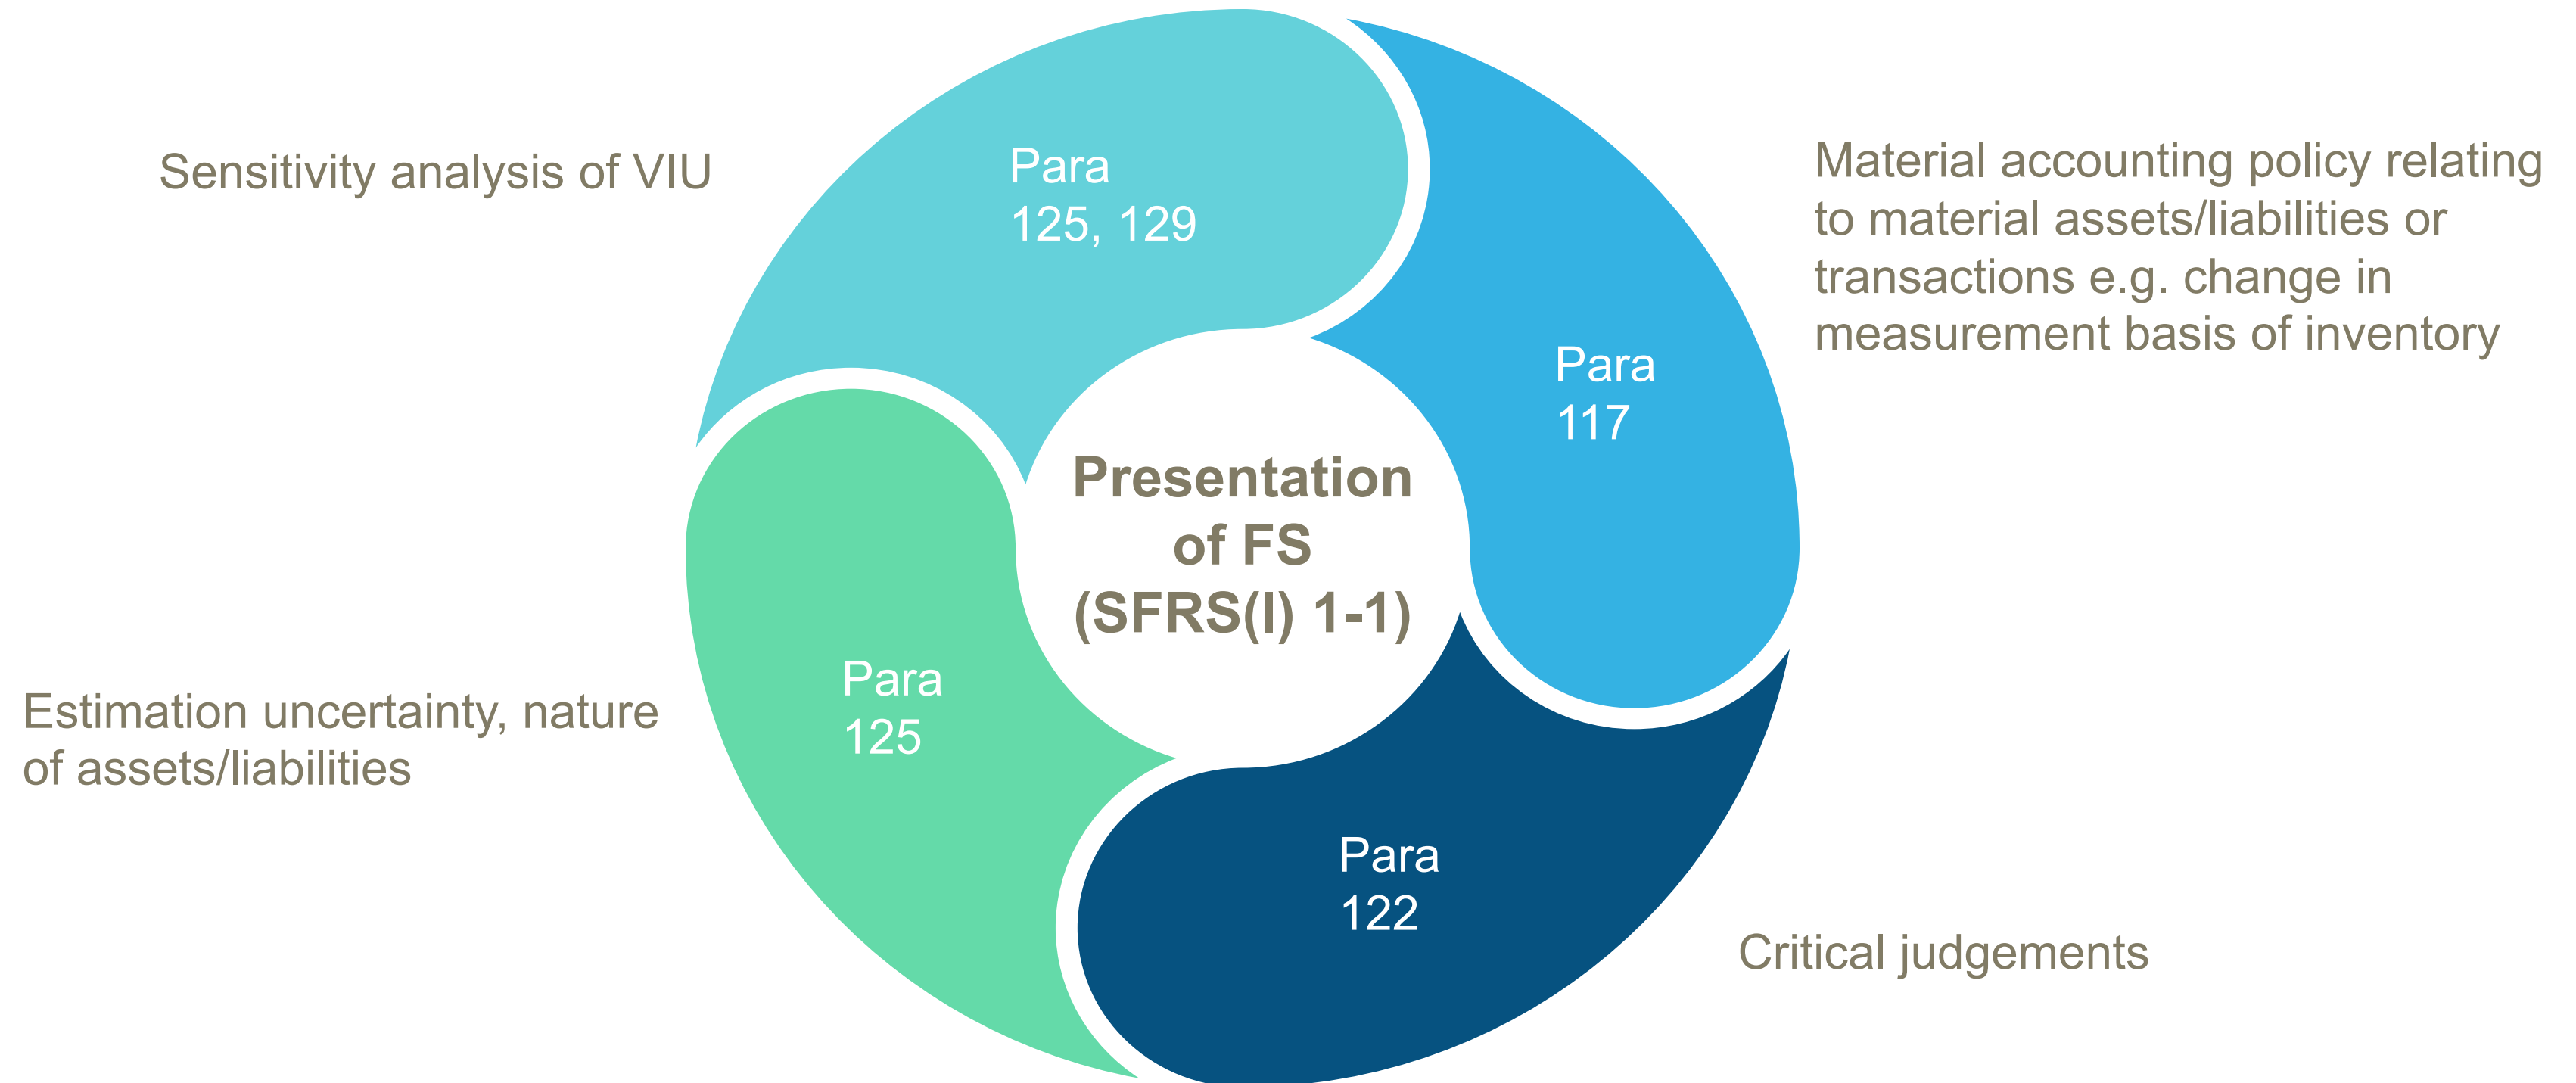 Sensitivity analysis of VIU
Para
125, 129
Material accounting policy relating
to material assets/liabilities or
transactions e.g. change in
measurement basis of inventory
Para
117
Presentation
of FS
(SFRS(I) 1-1)
Estimation uncertainty, nature
of assets/liabilities
Para
125
Para
122
Critical judgements